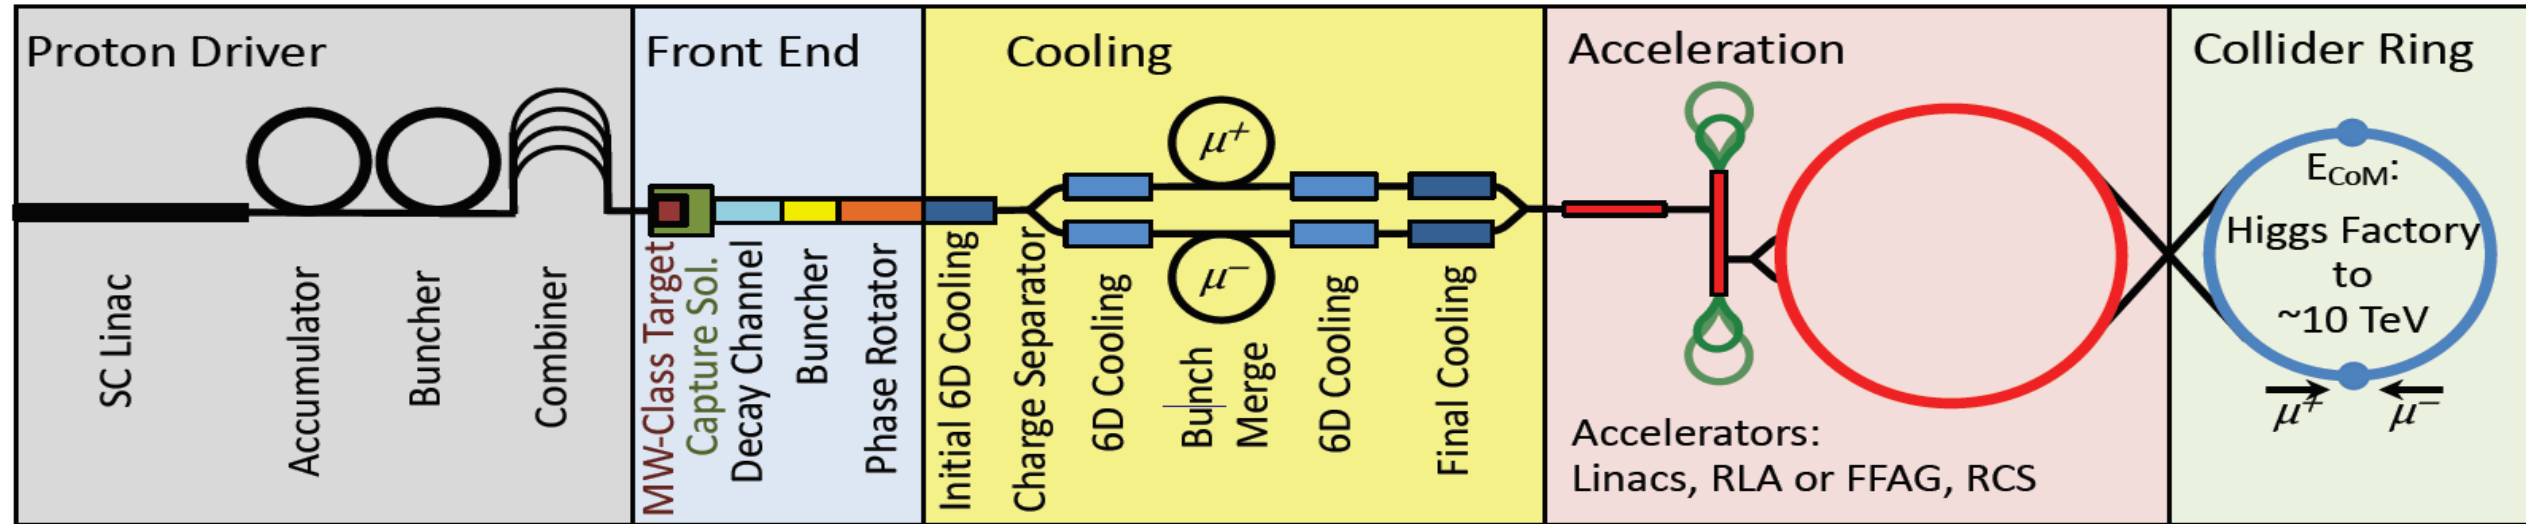 Proton Driver
SC Linac
Accumulator
Buncher
Combiner
Front End
MW-Class Target
Capture Sol.
Decay Channel
Buncher
Phase Rotator
Cooling
Initial 6D Cooling
Charge Separator
6D Cooling
μ+
μ−
Bunch
Merge
6D Cooling
Final Cooling
Acceleration
Accelerators:
Linacs, RLA or FFAG, RCS
Collider Ring
ECoM:
Higgs Factory
to
~10 TeV
μ+ μ−